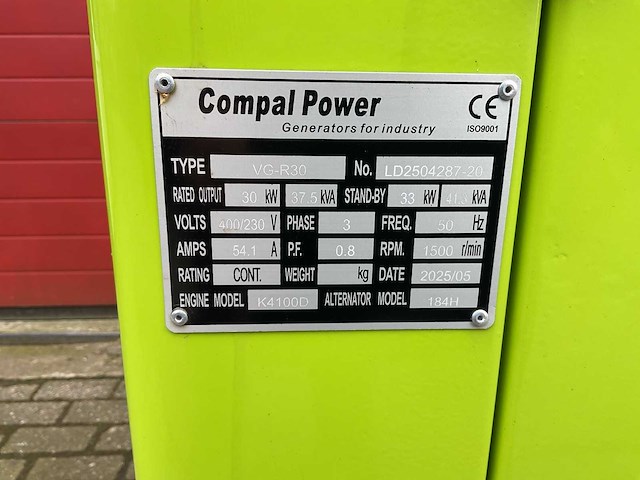 Compal Power
Generators for industry
CE
ISO9001
TYPE VG-R30 No. LD2504287-20
RATED OUTPUT 30 kW 37.5 kVA STAND-BY 33 kW kVA
VOLTS 400/230 V PHASE 3 FREQ. 50 Hz
AMPS 54.1 A P.F. 0.8 RPM. 1500 r/min
RATING CONT. WEIGHT kg DATE 2025/05
ENGINE MODEL K4100D ALTERNATOR MODEL 184H